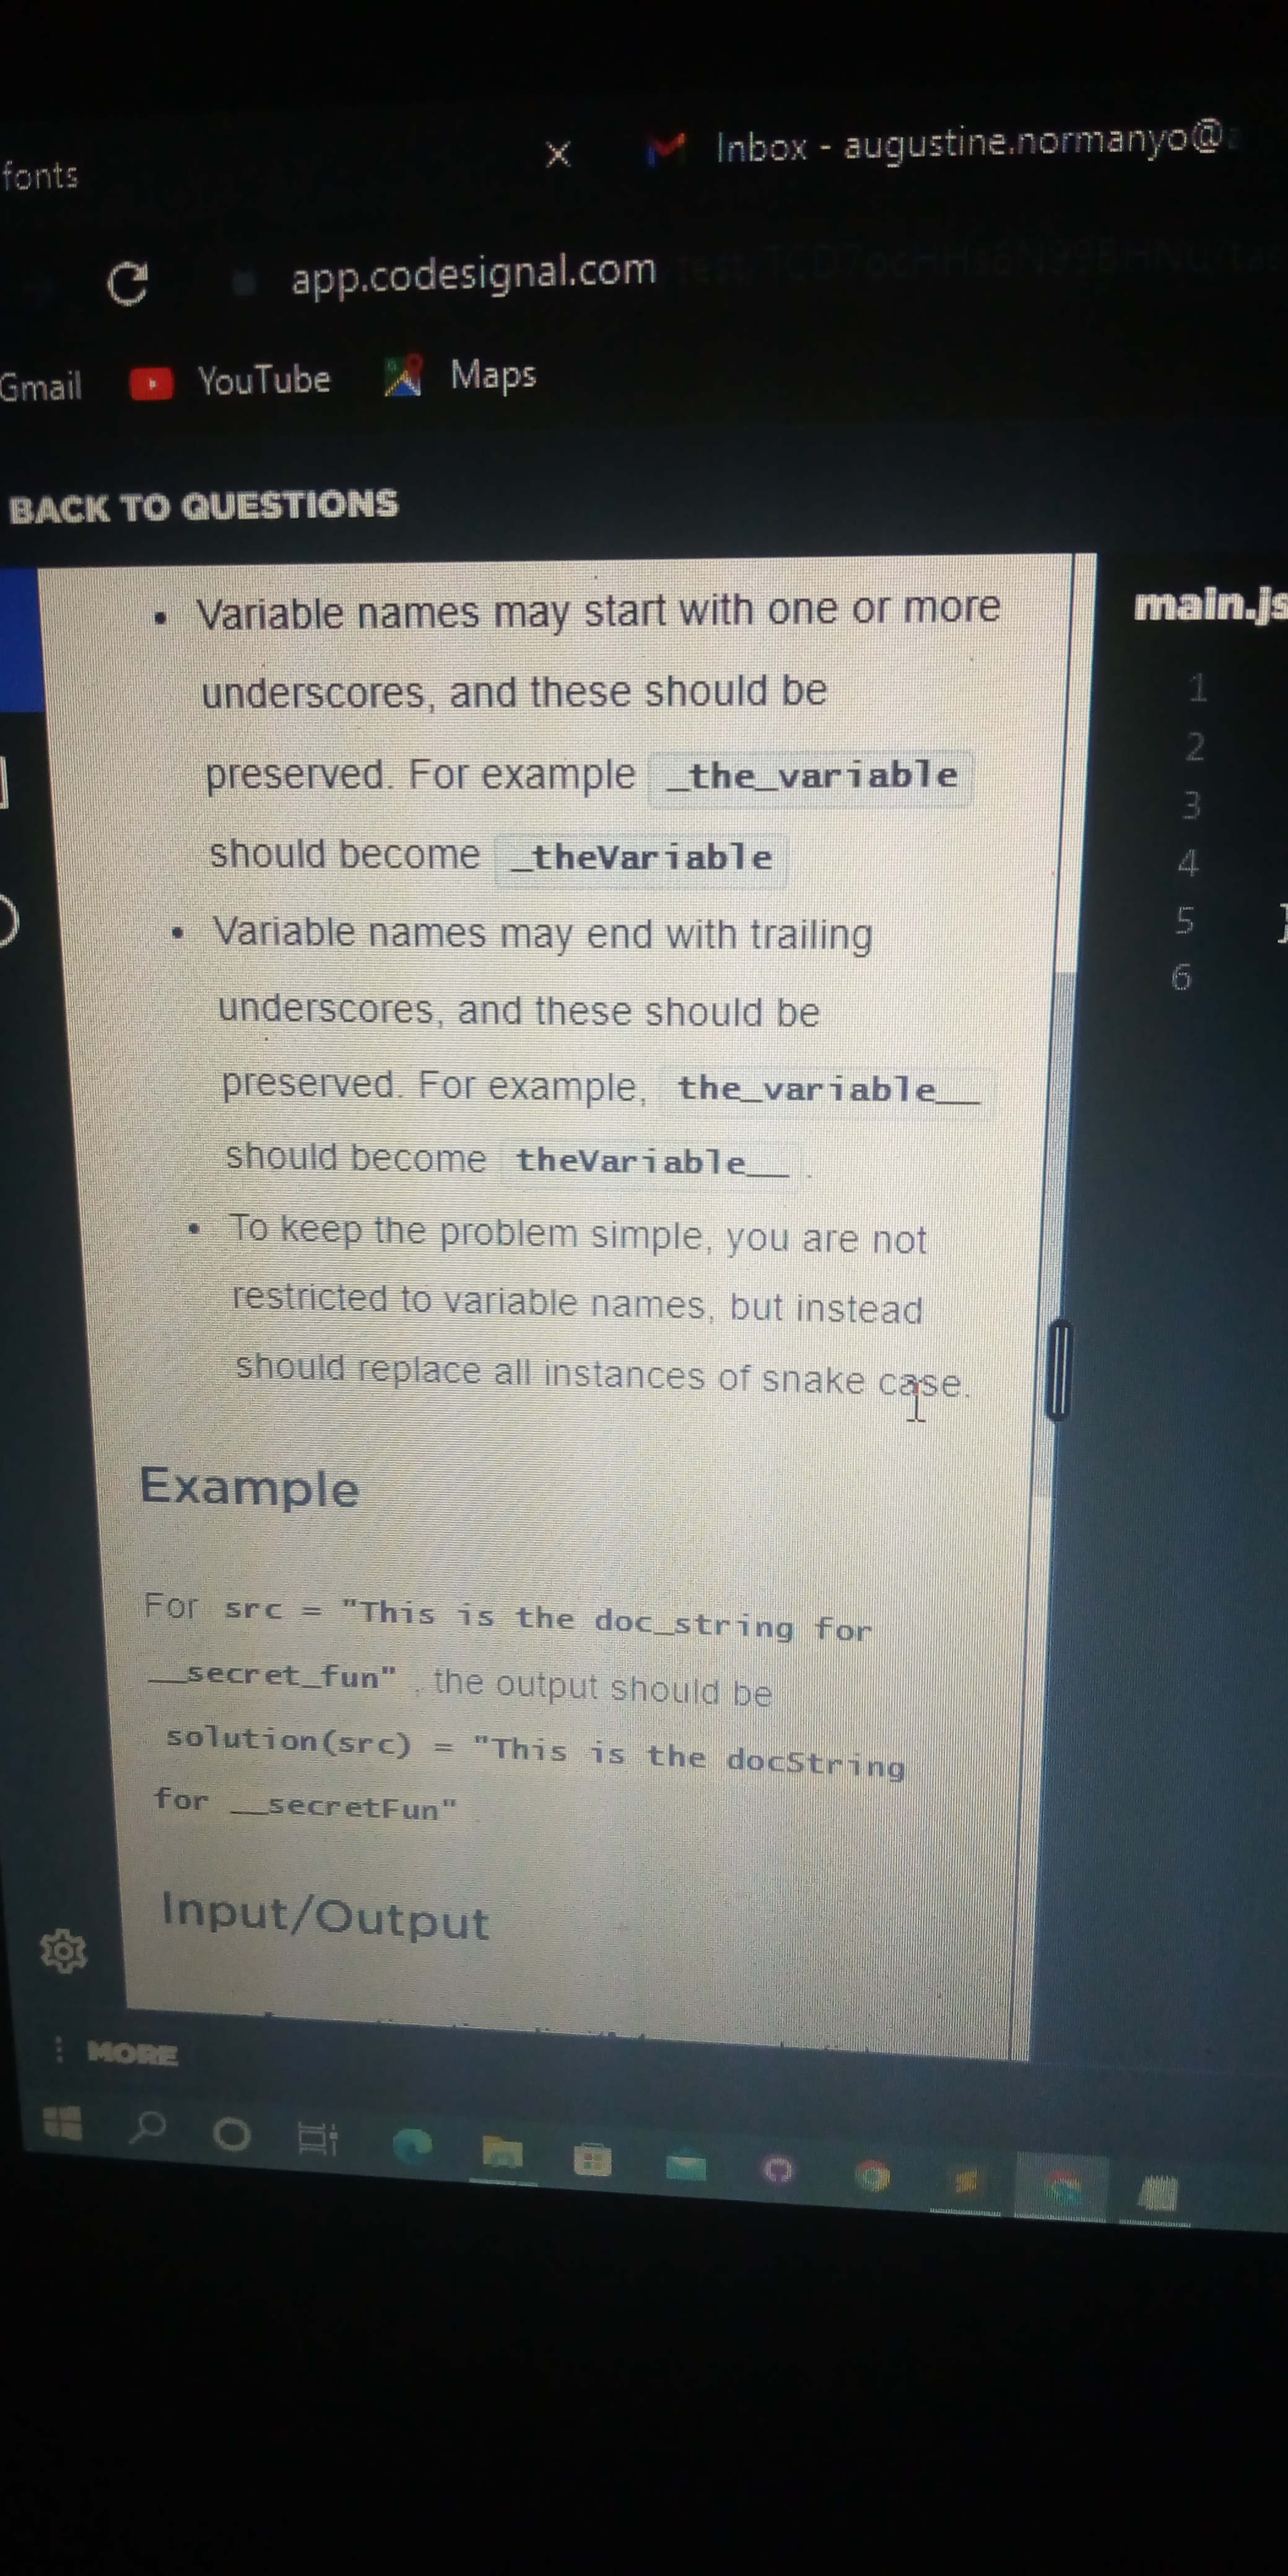 fonts
Inbox - augustine.normanyo@
app.codesignal.com
Gmail YouTube Maps
BACK TO QUESTIONS
main.js
• Variable names may start with one or more
underscores, and these should be
preserved. For example _the_variable
should become _theVariable
• Variable names may end with trailing
underscores, and these should be
preserved. For example, the_variable__
should become theVariable__ .
• To keep the problem simple, you are not
restricted to variable names, but instead
should replace all instances of snake case.
1
2
3
4
5
6
Example
For src = "This is the doc_string for
__secret_fun" , the output should be
solution(src) = "This is the docString
for __secretFun"
Input/Output
MORE